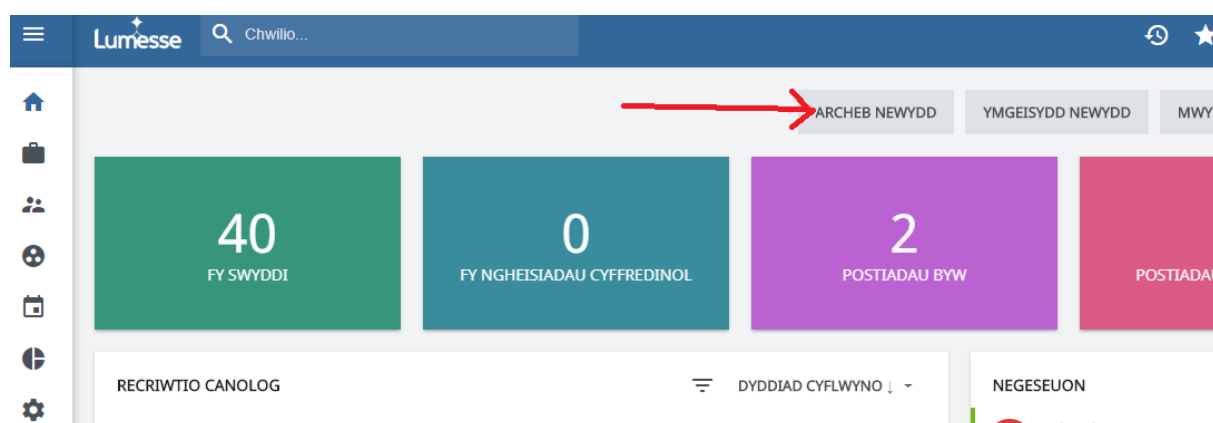 Lumesse
Chwilio...
ARCHEB NEWYDD
YMGEISYDD NEWYDD
MWY
40
FY SWYDDI
0
FY NGHEISIADAU CYFFREDINOL
2
POSTIADAU BYW
RECRIWTIO CANOLOG
DYDDIAD CYFLWYNO ↓
NEGESEUON